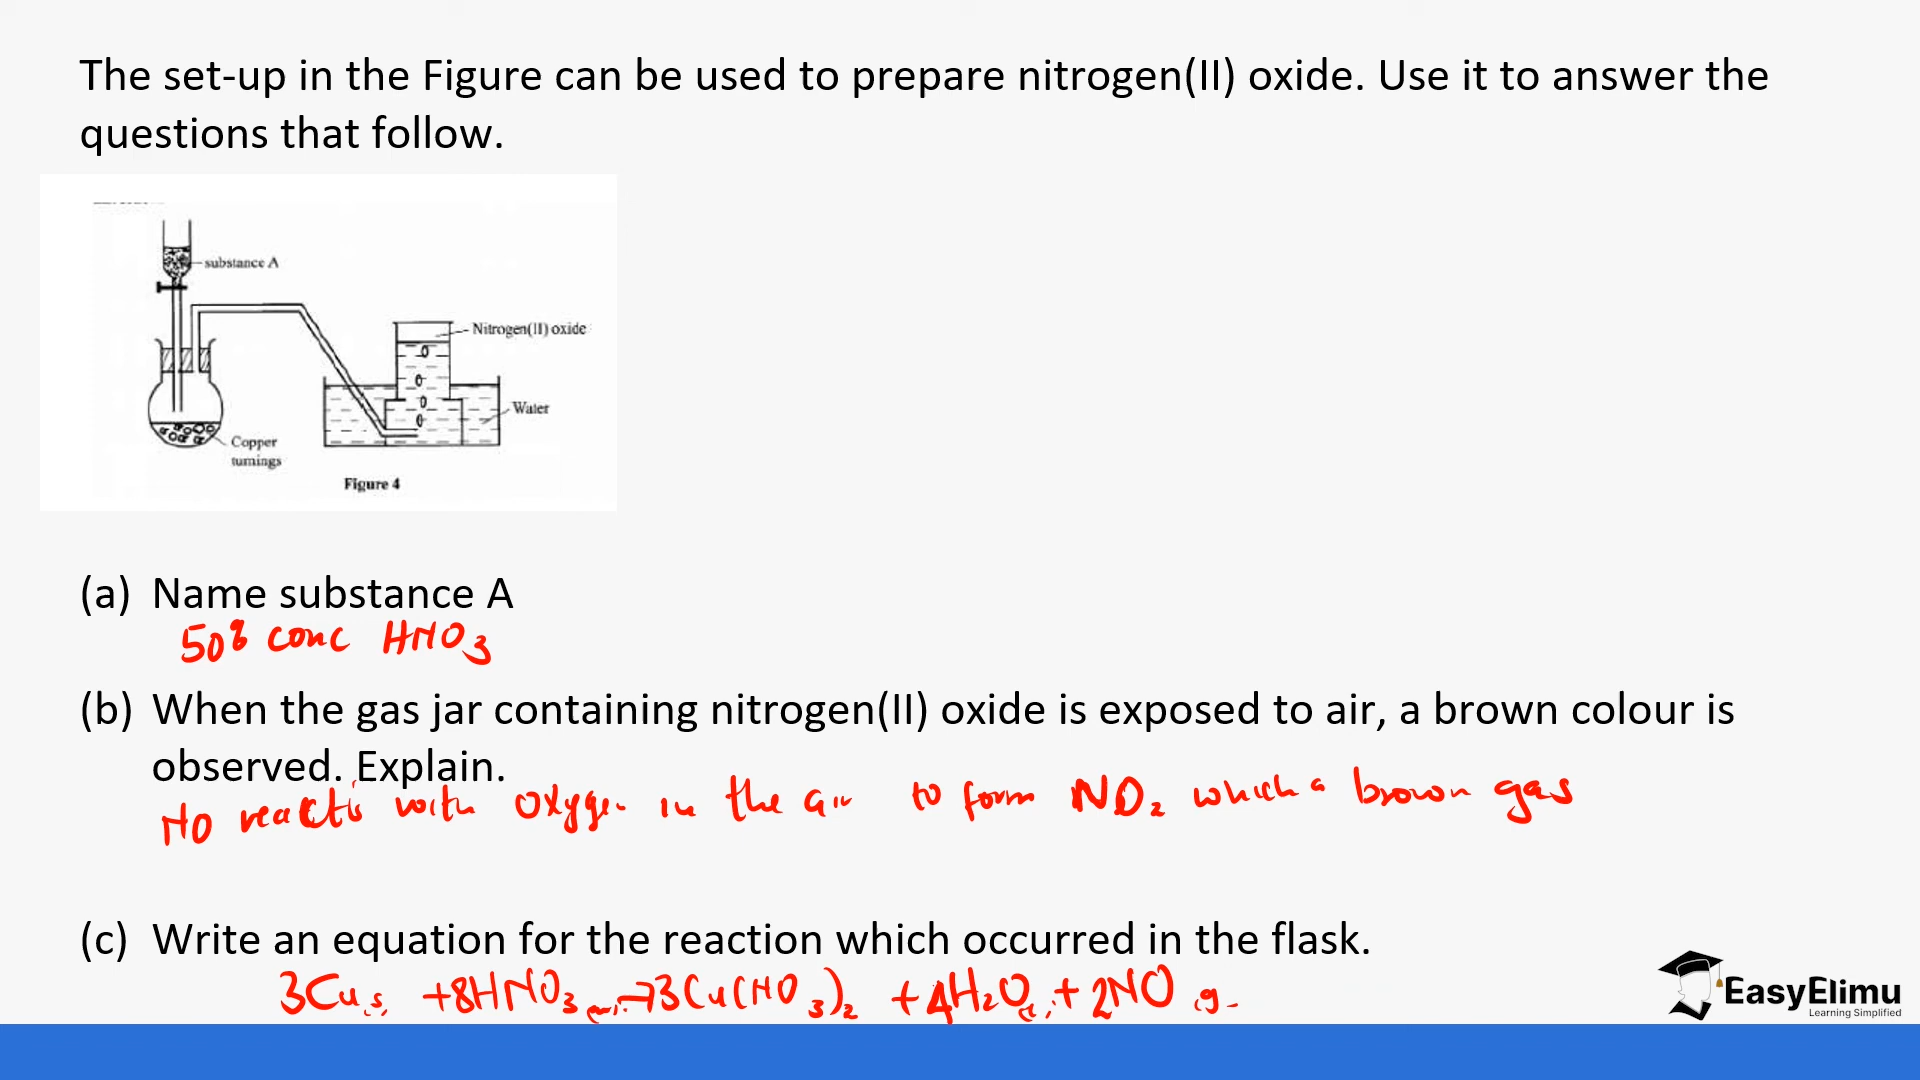 The set-up in the Figure can be used to prepare nitrogen(II) oxide. Use it to answer the
questions that follow.
substance A
Nitrogen(II) oxide
Water
Copper
turnings
Figure 4
(a) Name substance A
50% conc HNO3
(b) When the gas jar containing nitrogen(II) oxide is exposed to air, a brown colour is
observed. Explain.
NO reacts with oxygen in the air to form NO2 which a brown gas
(c) Write an equation for the reaction which occurred in the flask.
3Cu(s) + 8HNO3 → 3Cu(NO3)2 + 4H2O(l) + 2NO(g)
EasyElimu
Learning Simplified